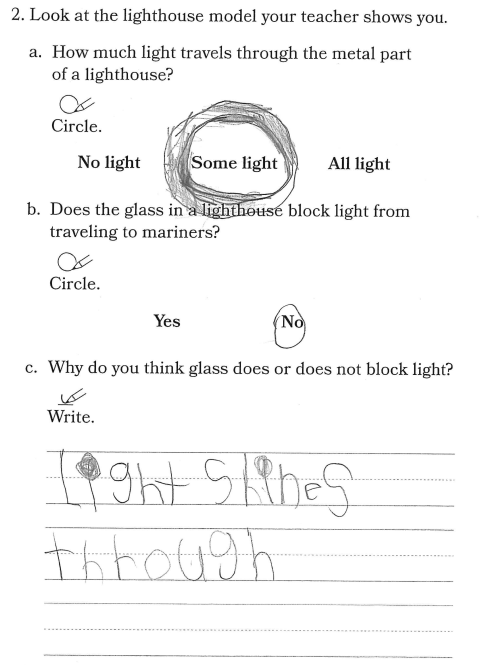 2. Look at the lighthouse model your teacher shows you.
a. How much light travels through the metal part
of a lighthouse?
Circle.
No light Some light All light
b. Does the glass in a lighthouse block light from
traveling to mariners?
Circle.
Yes No
c. Why do you think glass does or does not block light?
Write.
Light Shines
through